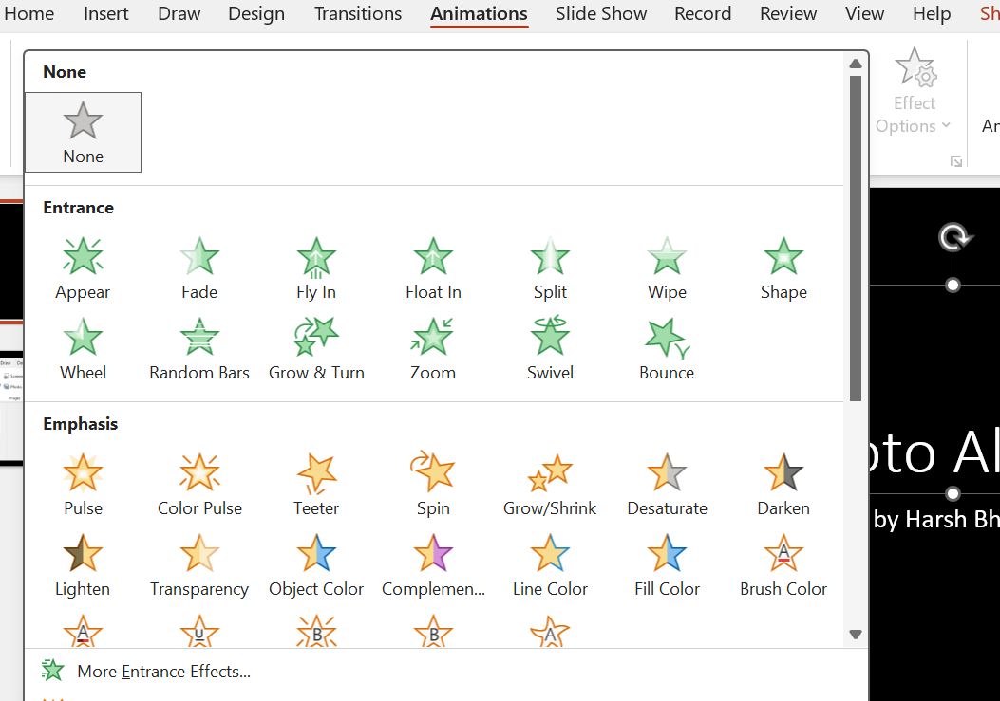 Home Insert Draw Design Transitions Animations Slide Show Record Review View Help Sh
None
Effect
Options
An
None
Entrance
Appear Fade Fly In Float In Split Wipe Shape
Wheel Random Bars Grow & Turn Zoom Swivel Bounce
Emphasis
oto Al
Pulse Color Pulse Teeter Spin Grow/Shrink Desaturate Darken
by Harsh Bh
A
Lighten Transparency Object Color Complemen... Line Color Fill Color Brush Color
A U B B A
More Entrance Effects...